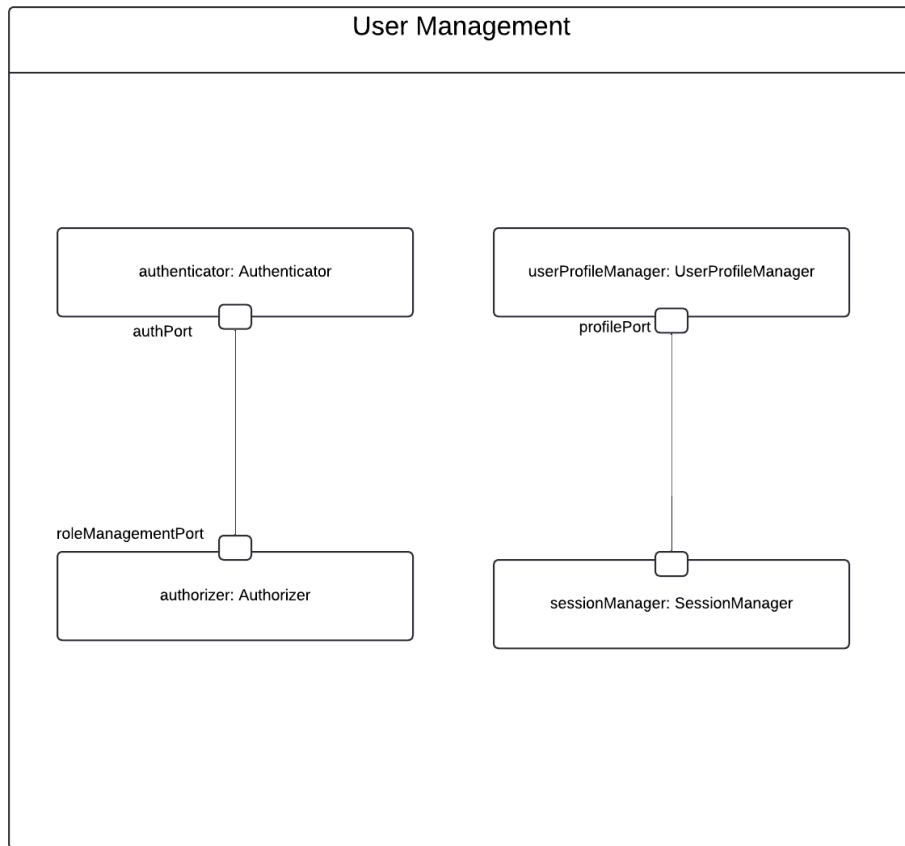 User Management
authenticator: Authenticator
userProfileManager: UserProfileManager
authPort
profilePort
roleManagementPort
authorizer: Authorizer
sessionManager: SessionManager